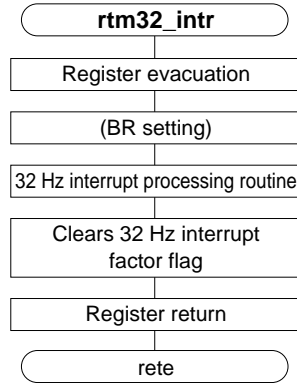 rtm32_intr
Register evacuation
(BR setting)
32 Hz interrupt processing routine
Clears 32 Hz interrupt
factor flag
Register return
rete